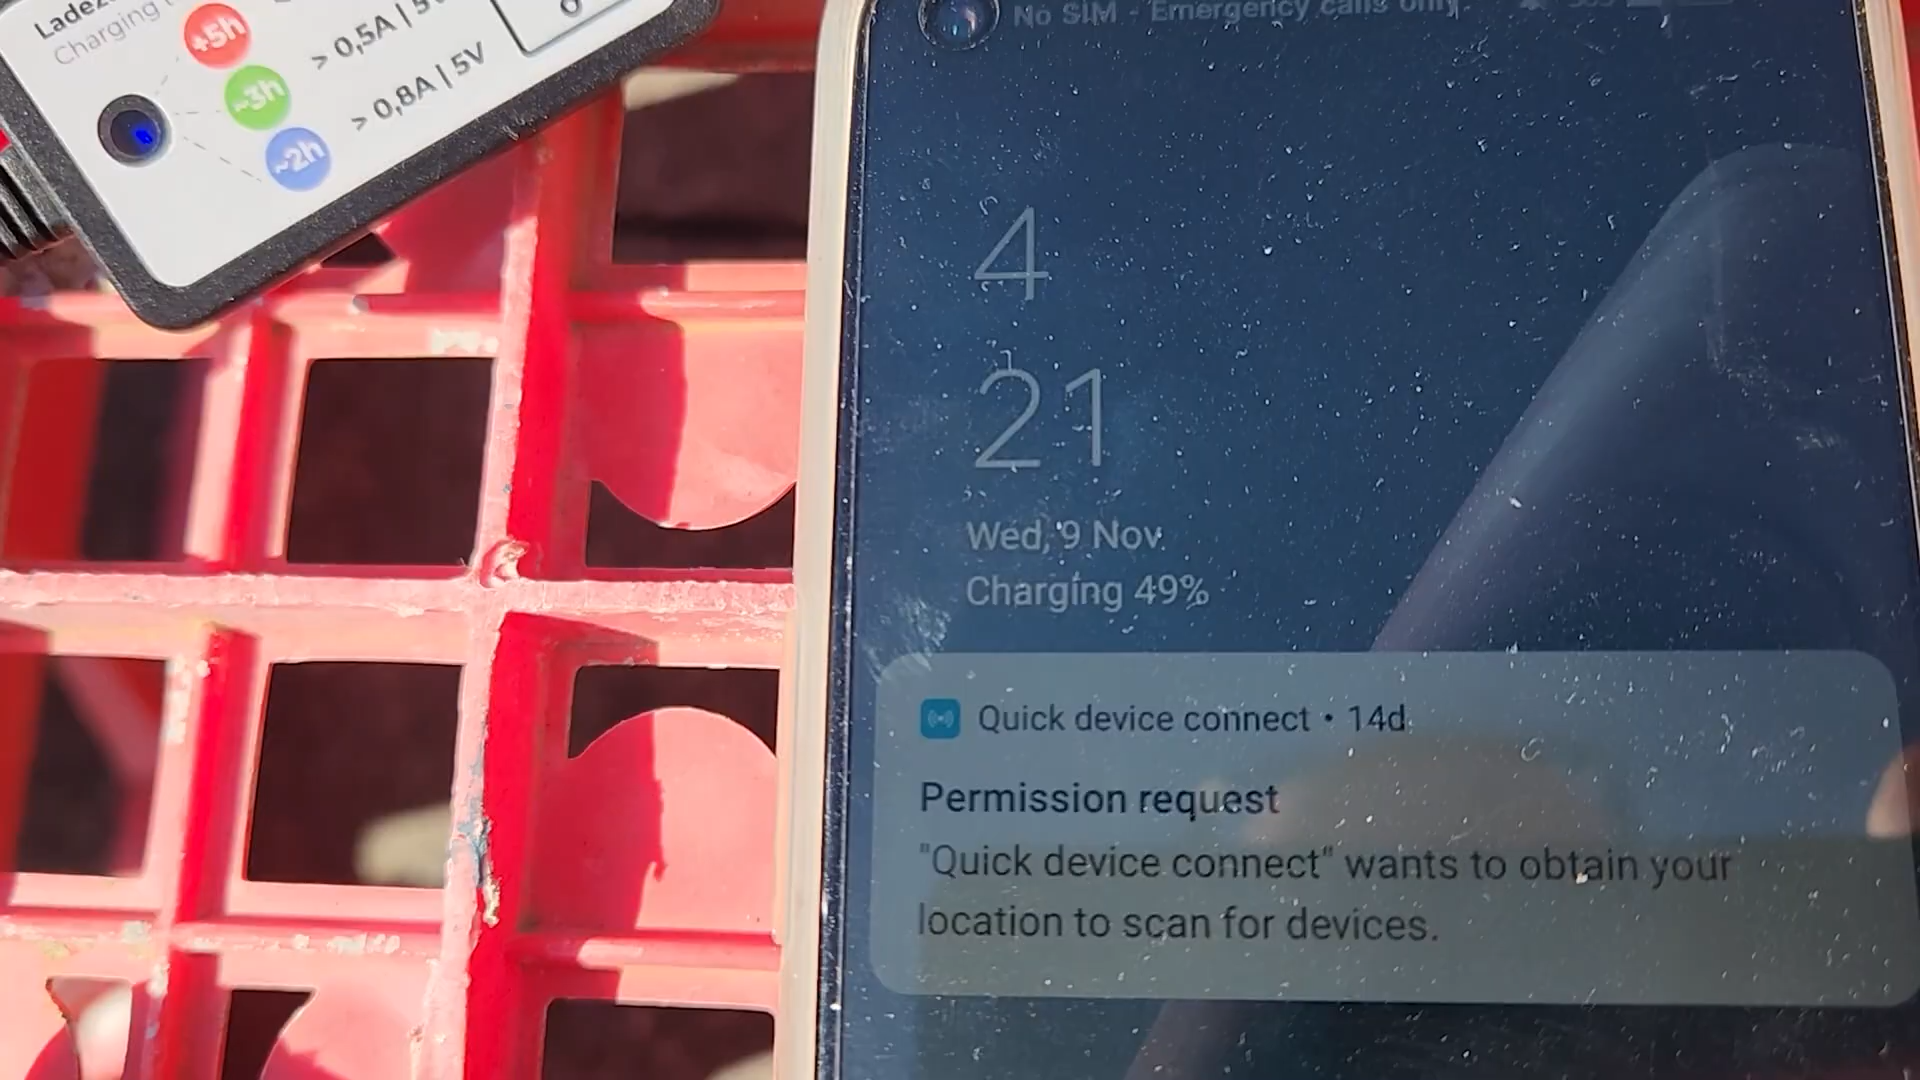 Charging
+5h
> 0,5A | 5
~3h
> 0,8A | 5V
~2h
No SIM - Emergency calls only
4
21
Wed, 9 Nov
Charging 49%
Quick device connect • 14d
Permission request
"Quick device connect" wants to obtain your
location to scan for devices.